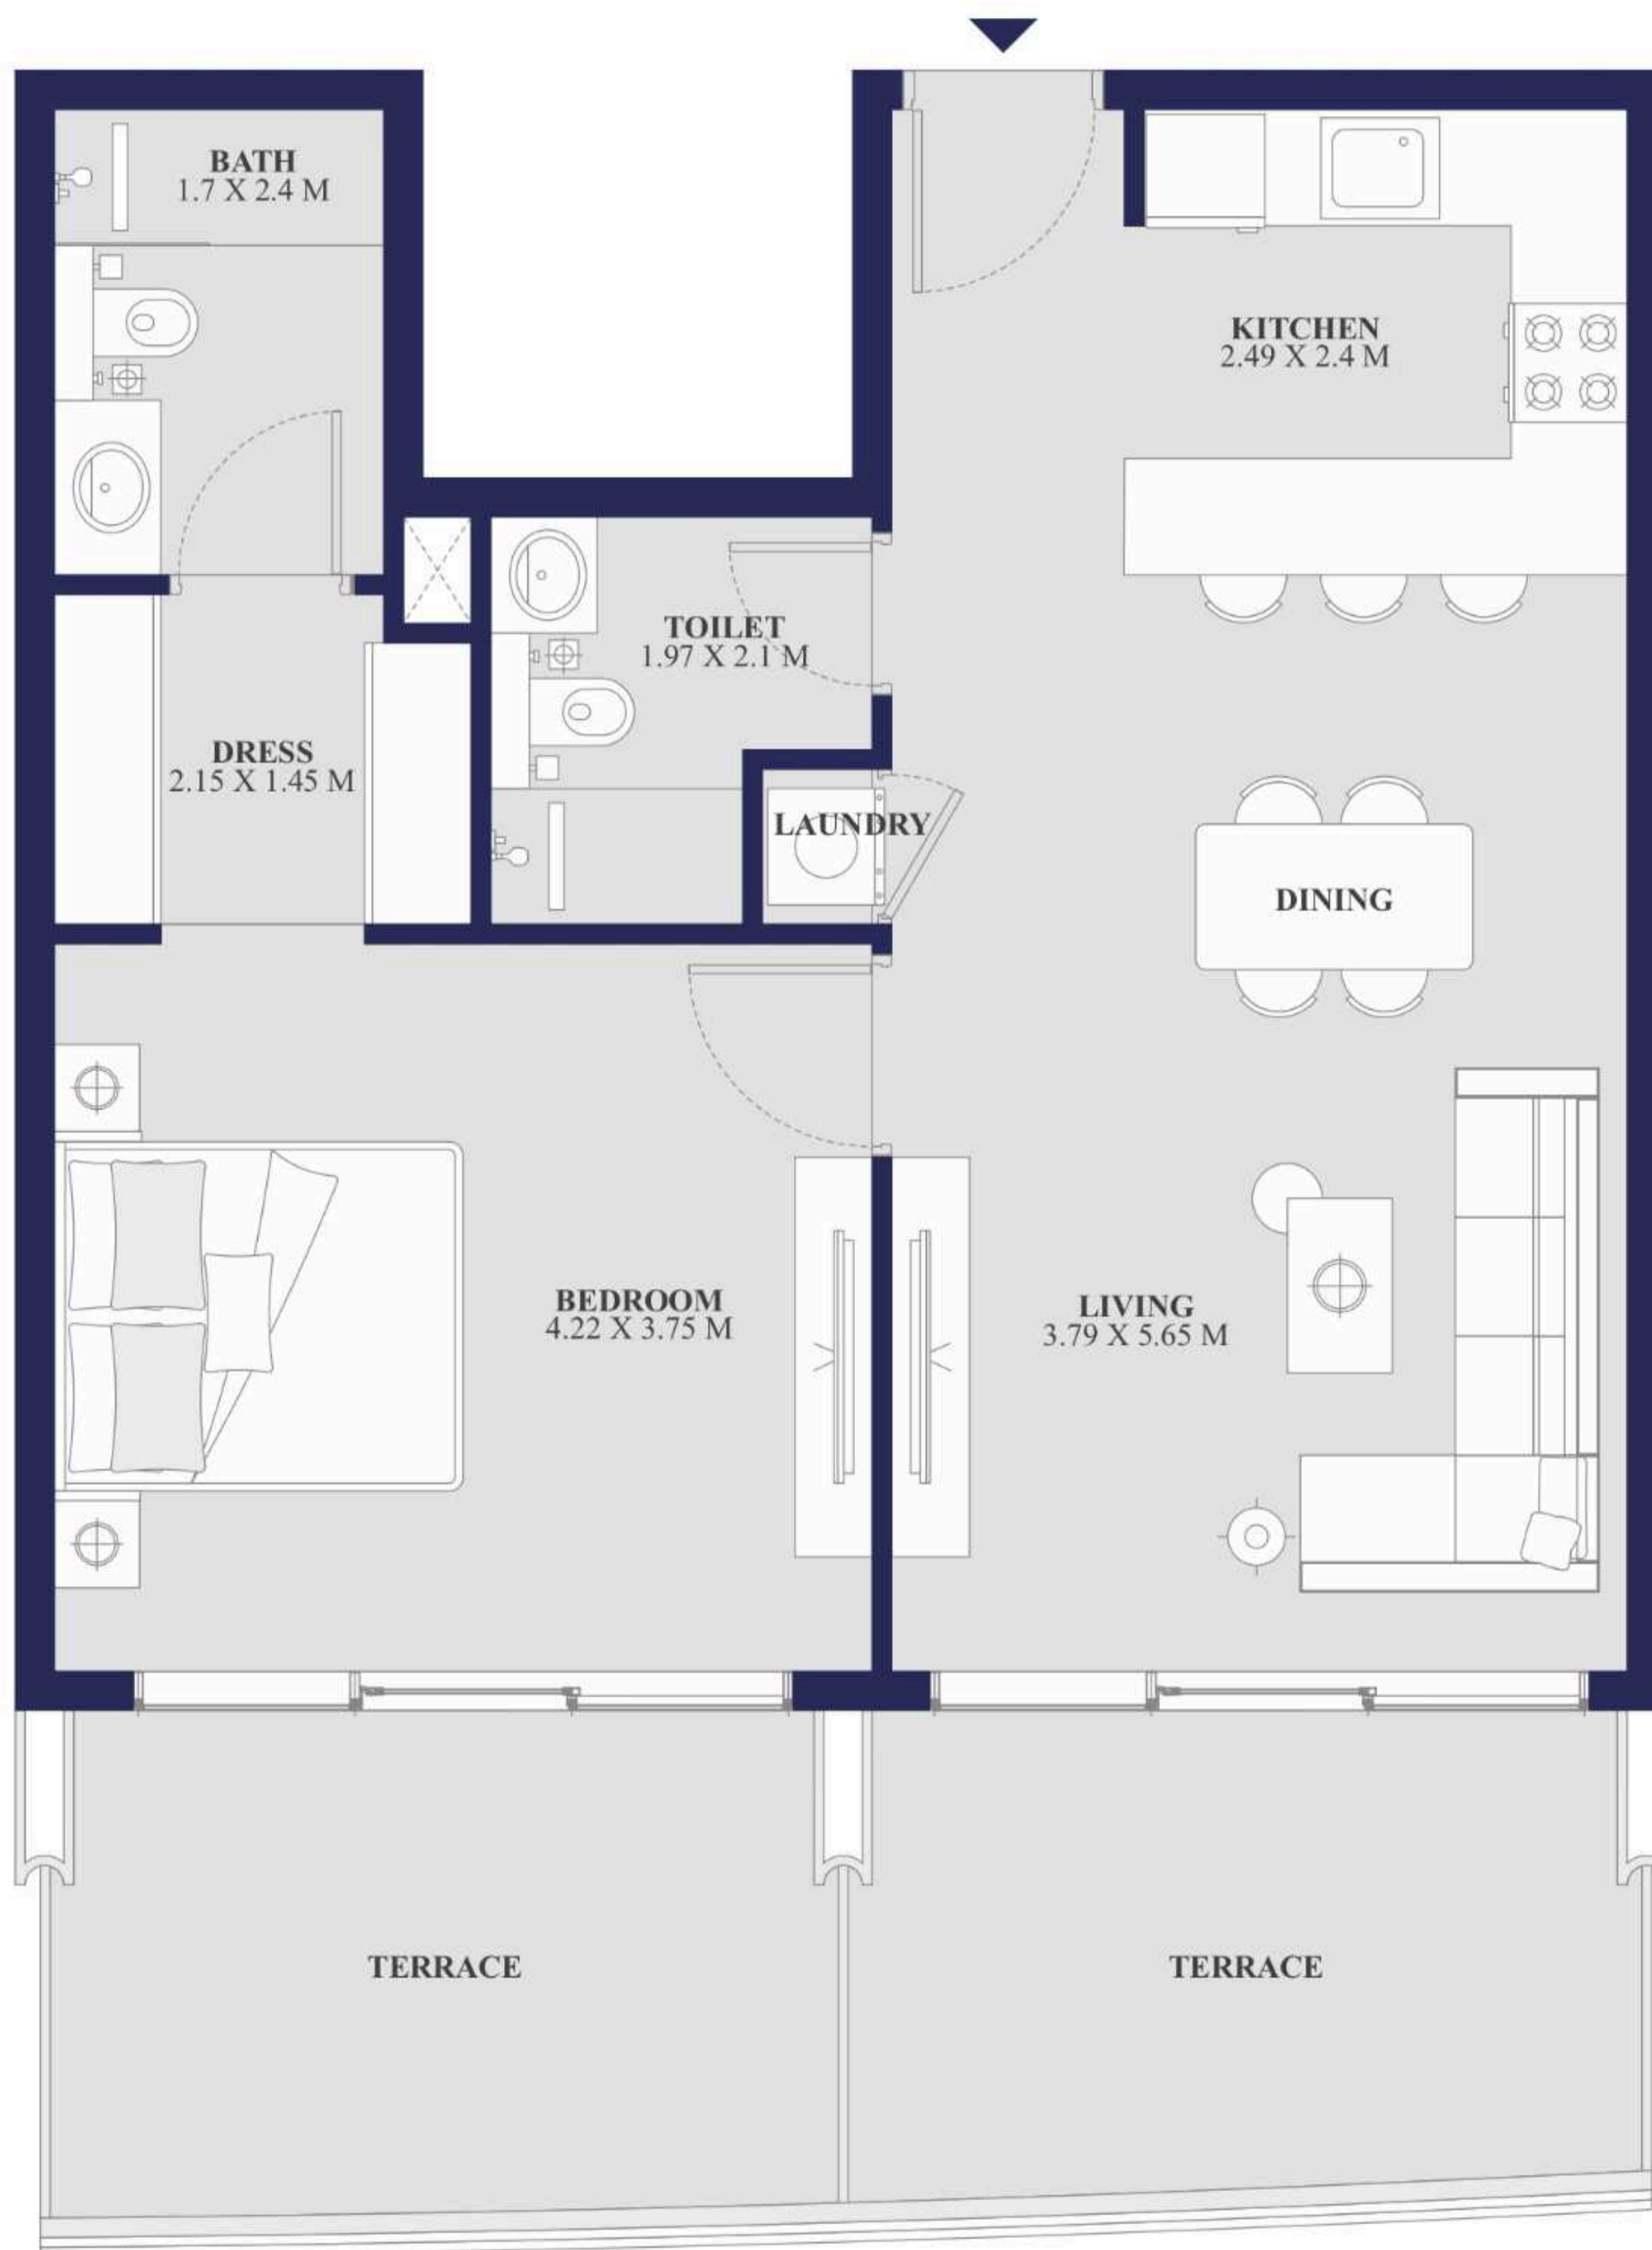 BATH
1.7 X 2.4 M
KITCHEN
2.49 X 2.4 M
TOILET
1.97 X 2.1 M
DRESS
2.15 X 1.45 M
LAUNDRY
DINING
BEDROOM
4.22 X 3.75 M
LIVING
3.79 X 5.65 M
TERRACE
TERRACE